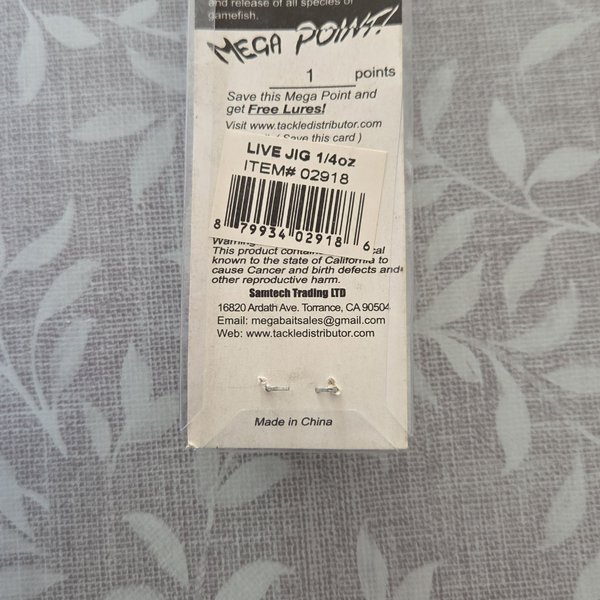 and release of all species of
gamefish.
MEGA POINT!
1 points
Save this Mega Point and
get Free Lures!
Visit www.tackledistributor.com
( Save this card )
LIVE JIG 1/4oz
ITEM# 02918
8 79934 02918 6
Warning
This product contain cal
known to the state of California to
cause Cancer and birth defects and
other reproductive harm.
Samtech Trading LTD
16820 Ardath Ave. Torrance, CA 90504
Email: megabaitsales@gmail.com
Web: www.tackledistributor.com
Made in China